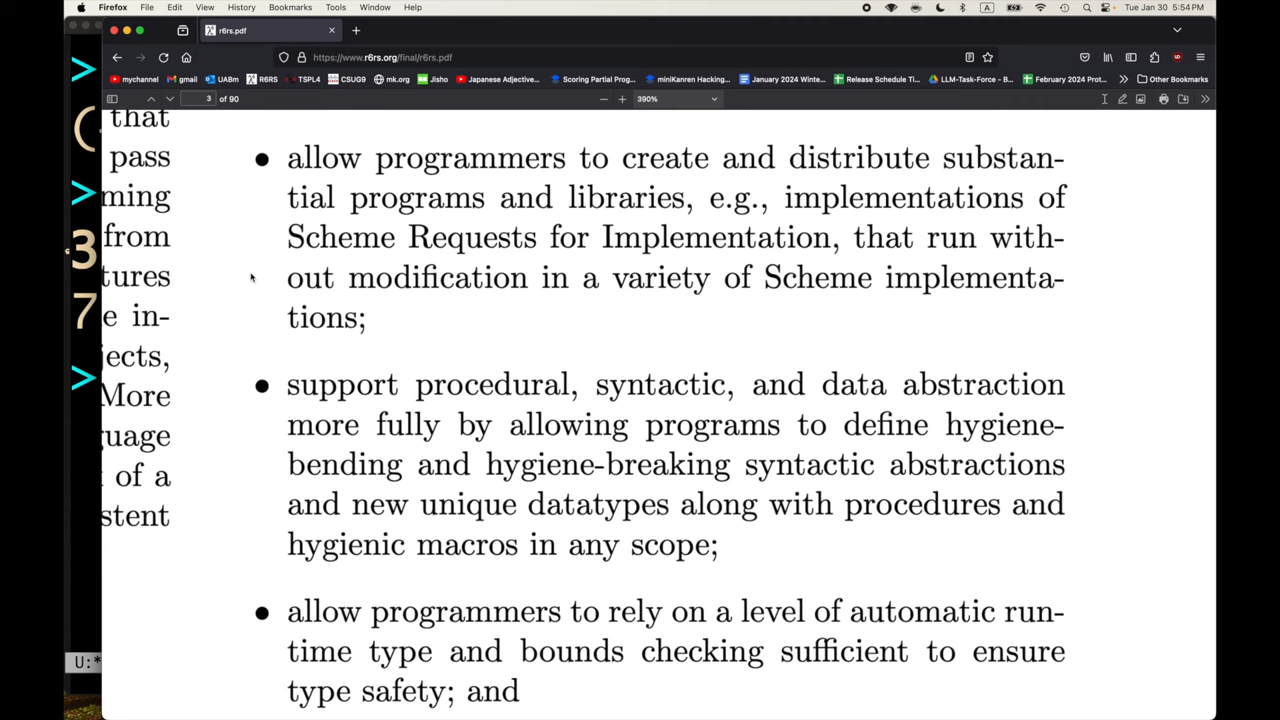 Firefox File Edit View History Bookmarks Tools Window Help
A
Tue Jan 30 5:54 PM
r6rs.pdf
https://www.r6rs.org/final/r6rs.pdf
mychannel gmail UABm R6RS TSPL4 CSUG9 mk.org Jisho Japanese Adjective... Scoring Partial Prog... miniKanren Hacking... January 2024 Winte... Release Schedule Ti... LLM-Task-Force – B... February 2024 Prot... Other Bookmarks
3 of 90
390%
that
pass
ming
from
tures
e in-
jects,
More
guage
of a
stent
• allow programmers to create and distribute substan-
tial programs and libraries, e.g., implementations of
Scheme Requests for Implementation, that run with-
out modification in a variety of Scheme implementa-
tions;
• support procedural, syntactic, and data abstraction
more fully by allowing programs to define hygiene-
bending and hygiene-breaking syntactic abstractions
and new unique datatypes along with procedures and
hygienic macros in any scope;
• allow programmers to rely on a level of automatic run-
time type and bounds checking sufficient to ensure
type safety; and
>
(
>
3
7
>
U:*